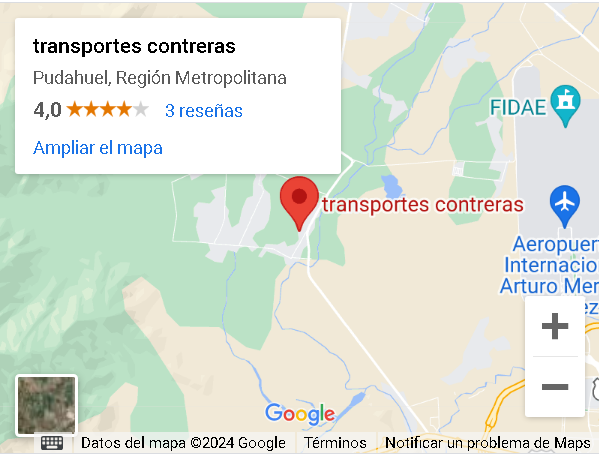 transportes contreras
Pudahuel, Región Metropolitana
4,0 3 reseñas
Ampliar el mapa
FIDAE
transportes contreras
Aeropuer
Internacio
Arturo Mer
ez
Google
Datos del mapa ©2024 Google Términos Notificar un problema de Maps